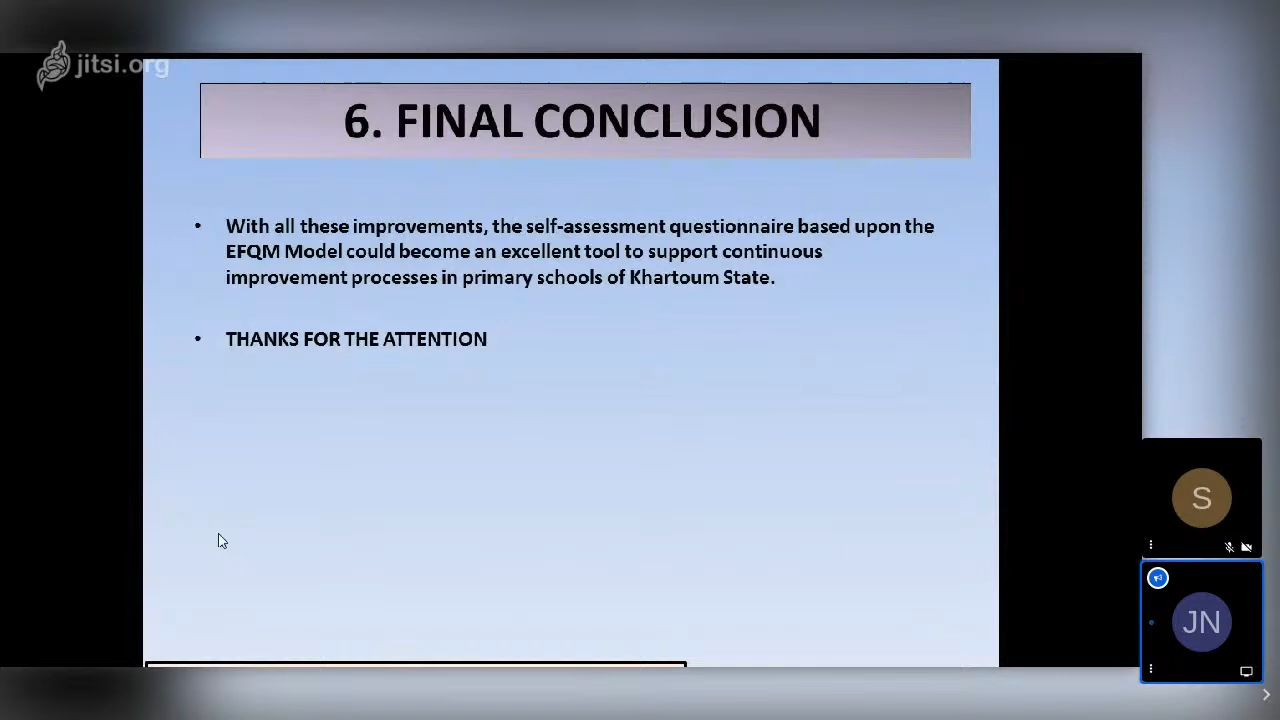 jitsi.org
6. FINAL CONCLUSION
• With all these improvements, the self-assessment questionnaire based upon the
EFQM Model could become an excellent tool to support continuous
improvement processes in primary schools of Khartoum State.
• THANKS FOR THE ATTENTION
S
JN